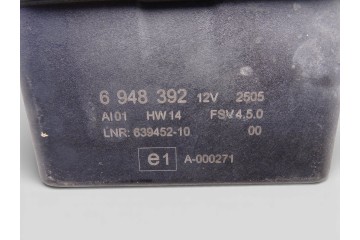 6 948 392 12V 2505
AI01 HW14 FSV4,5.0
LNR: 639452-10 00
e1 A-000271